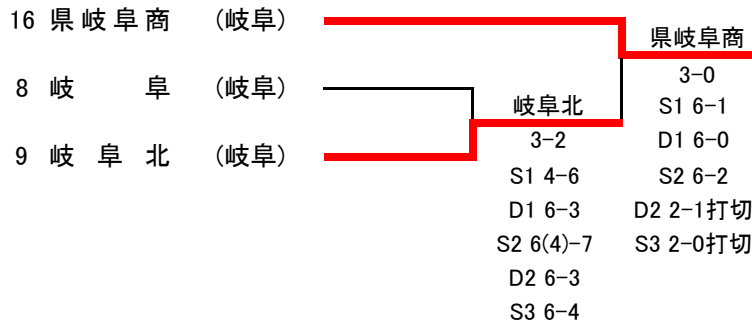 16 県岐阜商 (岐阜)
県岐阜商
3-0
8 岐阜 (岐阜)
岐阜北
S1 6-1
3-2
D1 6-0
9 岐阜北 (岐阜)
S1 4-6
S2 6-2
D1 6-3
D2 2-1打切
S2 6(4)-7
S3 2-0打切
D2 6-3
S3 6-4